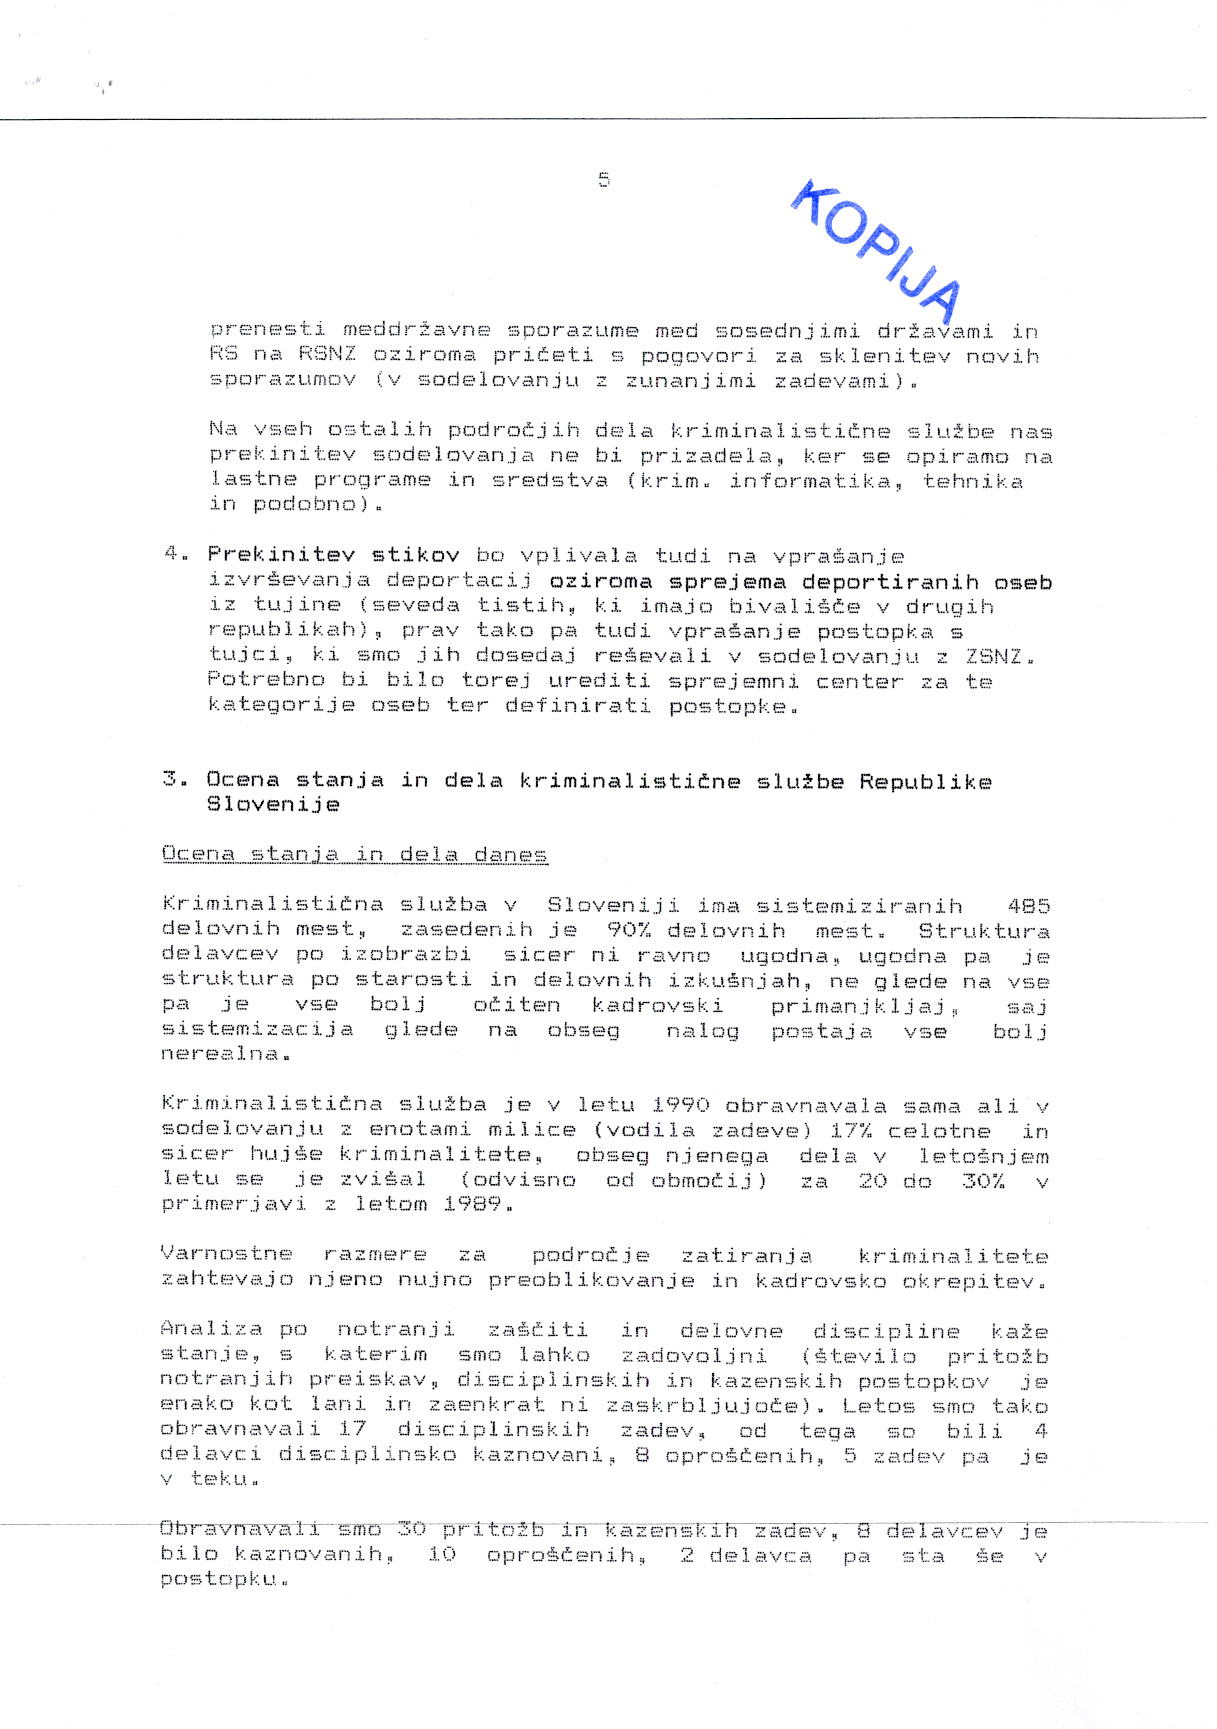 5
KOPIJA
prenesti meddržavne sporazume med sosednjimi državami in
RS na RSNZ oziroma pričeti s pogovori za sklenitev novih
sporazumov (v sodelovanju z zunanjimi zadevami).
Na vseh ostalih področjih dela kriminalistične službe nas
prekinitev sodelovanja ne bi prizadela, ker se opiramo na
lastne programe in sredstva (krim. informatika, tehnika
in podobno).
4. Prekinitev stikov bo vplivala tudi na vprašanje
izvrševanja deportacij oziroma sprejema deportiranih oseb
iz tujine (seveda tistih, ki imajo bivališče v drugih
republikah), prav tako pa tudi vprašanje postopka s
tujci, ki smo jih dosedaj reševali v sodelovanju z ZSNZ.
Potrebno bi bilo torej urediti sprejemni center za te
kategorije oseb ter definirati postopke.
3. Ocena stanja in dela kriminalistične službe Republike
Slovenije
Ocena stanja in dela danes
Kriminalistična služba v Sloveniji ima sistemiziranih 485
delovnih mest, zasedenih je 90% delovnih mest. Struktura
delavcev po izobrazbi sicer ni ravno ugodna, ugodna pa je
struktura po starosti in delovnih izkušnjah, ne glede na vse
pa je vse bolj očiten kadrovski primanjkljaj, saj
sistemizacija glede na obseg nalog postaja vse bolj
nerealna.
Kriminalistična služba je v letu 1990 obravnavala sama ali v
sodelovanju z enotami milice (vodila zadeve) 17% celotne in
sicer hujše kriminalitete, obseg njenega dela v letošnjem
letu se je zvišal (odvisno od območij) za 20 do 30% v
primerjavi z letom 1989.
Varnostne razmere za področje zatiranja kriminalitete
zahtevajo njeno nujno preoblikovanje in kadrovsko okrepitev.
Analiza po notranji zaščiti in delovne discipline kaže
stanje, s katerim smo lahko zadovoljni (število pritožb
notranjih preiskav, disciplinskih in kazenskih postopkov je
enako kot lani in zaenkrat ni zaskrbljujoče). Letos smo tako
obravnavali 17 disciplinskih zadev, od tega so bili 4
delavci disciplinsko kaznovani, 8 oproščenih, 5 zadev pa je
v teku.
Obravnavali smo 30 pritožb in kazenskih zadev, 8 delavcev je
bilo kaznovanih, 10 oproščenih, 2 delavca pa sta še v
postopku.